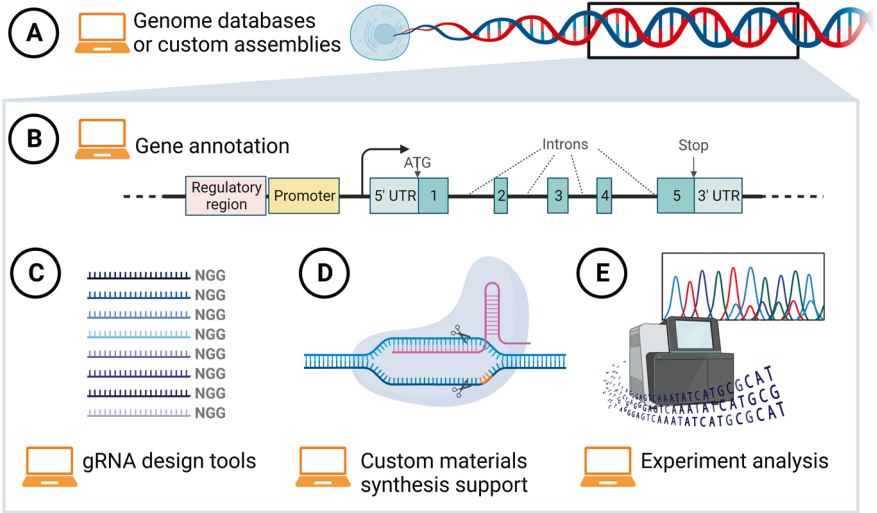 A
Genome databases
or custom assemblies
B
Gene annotation
ATG
Introns
Stop
Regulatory
region
Promoter
5' UTR
1
2
3
4
5
3' UTR
C
NGG
NGG
NGG
NGG
NGG
NGG
NGG
NGG
D
E
gRNA design tools
Custom materials
synthesis support
Experiment analysis